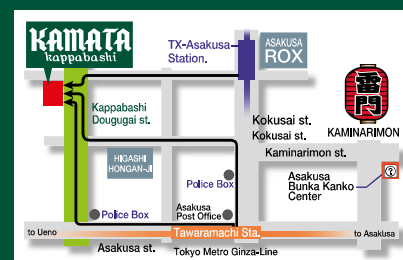 KAMATA
kappabashi
TX-Asakusa
Station.
ASAKUSA
ROX
雷門
KAMINARIMON
Kappabashi
Dougugai st.
Kokusai st.
Kokusai st.
Kaminarimon st.
HIGASHI
HONGAN-JI
Police Box
Asakusa
Bunka Kanko
Center
Police Box
Asakusa
Post Office
to Ueno
Tawaramachi Sta.
to Asakusa
Asakusa st.
Tokyo Metro Ginza-Line